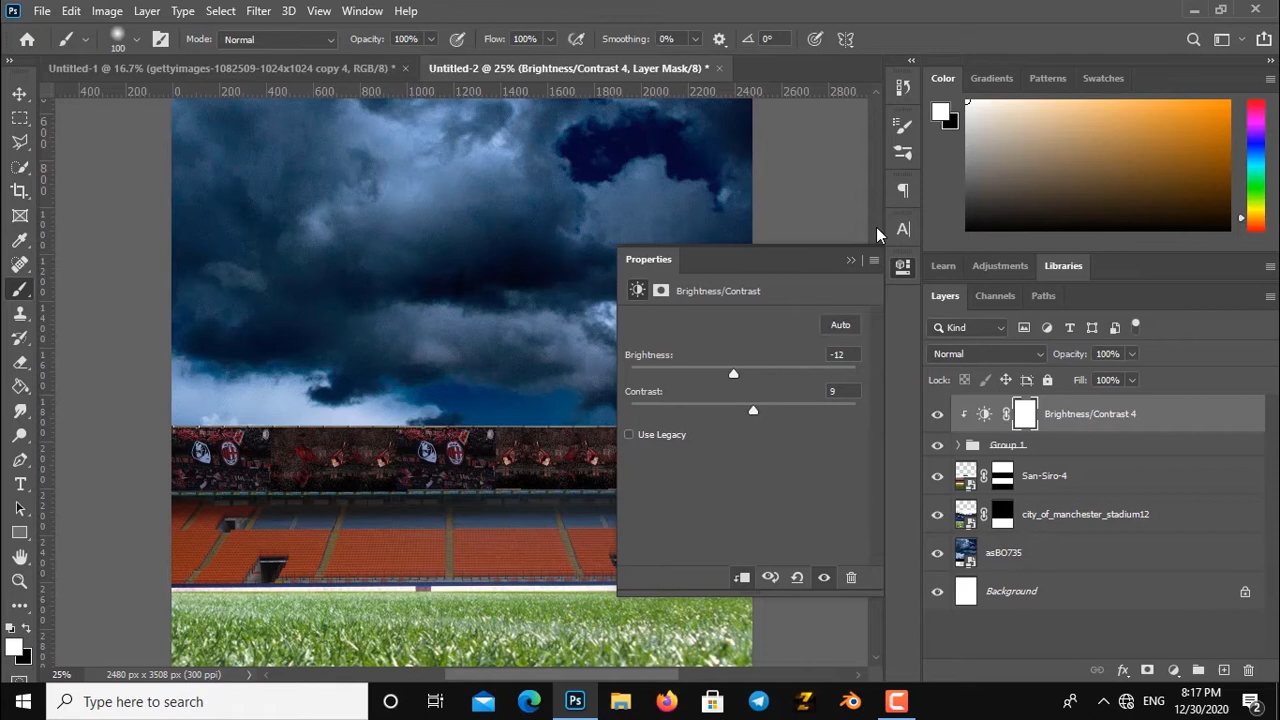 Ps File Edit Image Layer Type Select Filter 3D View Window Help
100 Mode: Normal Opacity: 100% Flow: 100% Smoothing: 0% 0°
Untitled-1 @ 16.7% (gettyimages-1082509-1024x1024 copy 4, RGB/8) * × Untitled-2 @ 25% (Brightness/Contrast 4, Layer Mask/8) * ×
400 200 0 200 400 600 800 1000 1200 1400 1600 1800 2000 2200 2400 2600 2800
Color Gradients Patterns Swatches
Properties
Brightness/Contrast
Auto
Brightness: -12
Contrast: 9
Use Legacy
Learn Adjustments Libraries
Layers Channels Paths
Kind
Normal Opacity: 100%
Lock: Fill: 100%
Brightness/Contrast 4
Group 1
San-Siro-4
city_of_manchester_stadium12
asBO735
Background
25% 2480 px x 3508 px (300 ppi)
Type here to search
Ps
ENG
8:17 PM
12/30/2020
2